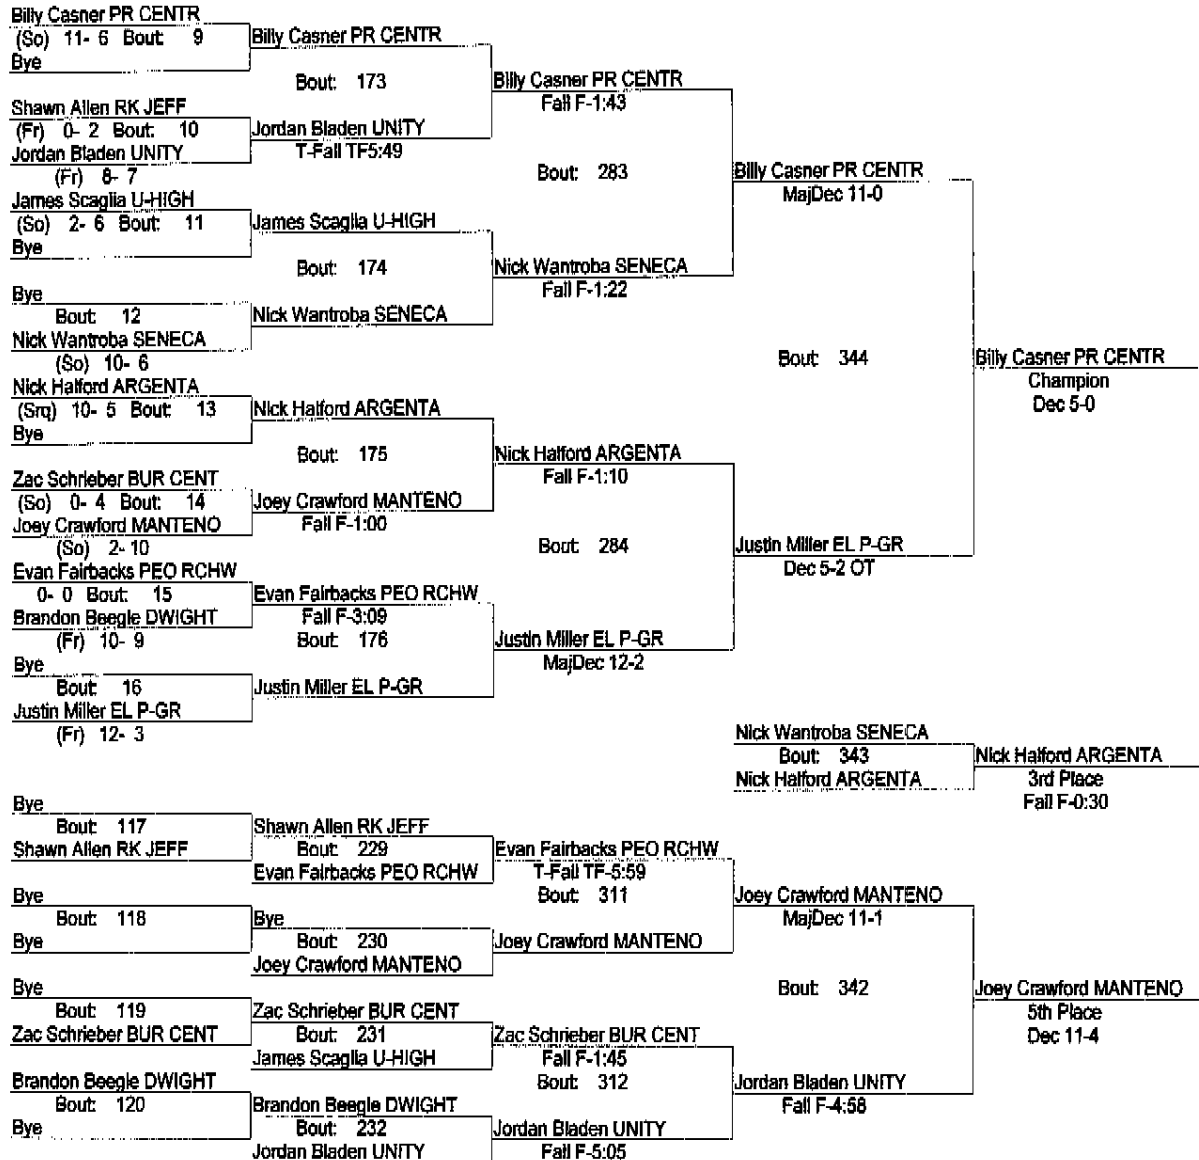 Billy Casner PR CENTR
(So) 11- 6 Bout: 9
Bye
Billy Casner PR CENTR
Bout: 173
Shawn Allen RK JEFF
(Fr) 0- 2 Bout: 10
Jordan Bladen UNITY
(Fr) 8- 7
Jordan Bladen UNITY
T-Fall TF5:49
Billy Casner PR CENTR
Fall F-1:43
Bout: 283
James Scaglia U-HIGH
(So) 2- 6 Bout: 11
Bye
James Scaglia U-HIGH
Bout: 174
Bye
Bout: 12
Nick Wantroba SENECA
(So) 10- 6
Nick Wantroba SENECA
Nick Wantroba SENECA
Fall F-1:22
Billy Casner PR CENTR
MajDec 11-0
Bout: 344
Nick Halford ARGENTA
(Srq) 10- 5 Bout: 13
Bye
Nick Halford ARGENTA
Bout: 175
Zac Schrieber BUR CENT
(So) 0- 4 Bout: 14
Joey Crawford MANTENO
(So) 2- 10
Joey Crawford MANTENO
Fall F-1:00
Nick Halford ARGENTA
Fall F-1:10
Bout: 284
Evan Fairbacks PEO RCHW
0- 0 Bout: 15
Brandon Beegle DWIGHT
(Fr) 10- 9
Evan Fairbacks PEO RCHW
Fall F-3:09
Bout: 176
Bye
Bout: 16
Justin Miller EL P-GR
(Fr) 12- 3
Justin Miller EL P-GR
Justin Miller EL P-GR
MajDec 12-2
Justin Miller EL P-GR
Dec 5-2 OT
Billy Casner PR CENTR
Champion
Dec 5-0
Nick Wantroba SENECA
Bout: 343
Nick Halford ARGENTA
Nick Halford ARGENTA
3rd Place
Fall F-0:30
Bye
Bout: 117
Shawn Allen RK JEFF
Shawn Allen RK JEFF
Bout: 229
Evan Fairbacks PEO RCHW
Evan Fairbacks PEO RCHW
T-Fall TF-5:59
Bout: 311
Bye
Bout: 118
Bye
Bye
Bout: 230
Joey Crawford MANTENO
Joey Crawford MANTENO
Joey Crawford MANTENO
MajDec 11-1
Bout: 342
Bye
Bout: 119
Zac Schrieber BUR CENT
Zac Schrieber BUR CENT
Bout: 231
James Scaglia U-HIGH
Zac Schrieber BUR CENT
Fall F-1:45
Bout: 312
Brandon Beegle DWIGHT
Bout: 120
Bye
Brandon Beegle DWIGHT
Bout: 232
Jordan Bladen UNITY
Jordan Bladen UNITY
Fall F-5:05
Jordan Bladen UNITY
Fall F-4:58
Joey Crawford MANTENO
5th Place
Dec 11-4